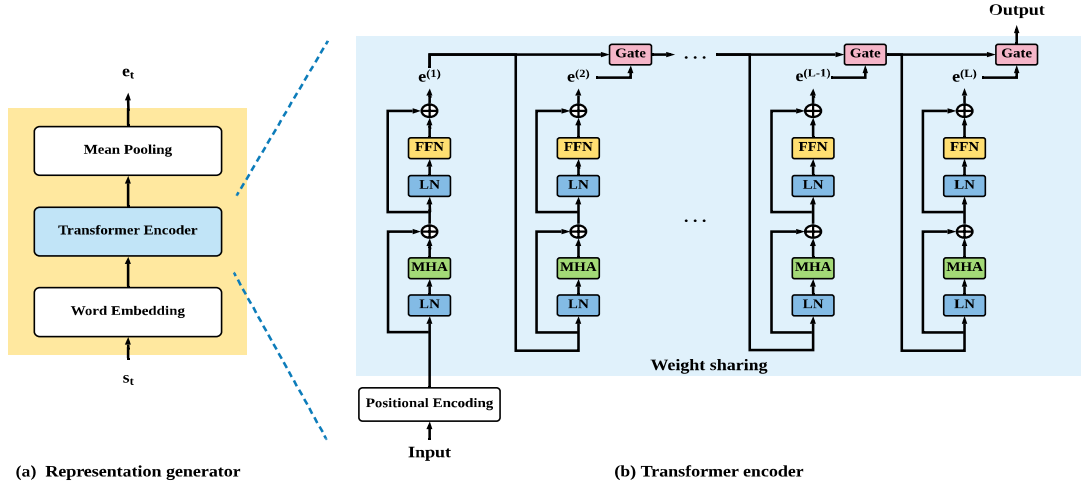 Output
Gate
...
Gate
Gate
e(1)
e(2)
e(L-1)
e(L)
et
Mean Pooling
Transformer Encoder
Word Embedding
st
FFN
FFN
FFN
FFN
LN
LN
LN
LN
...
MHA
MHA
MHA
MHA
LN
LN
LN
LN
Weight sharing
Positional Encoding
Input
(a) Representation generator
(b) Transformer encoder